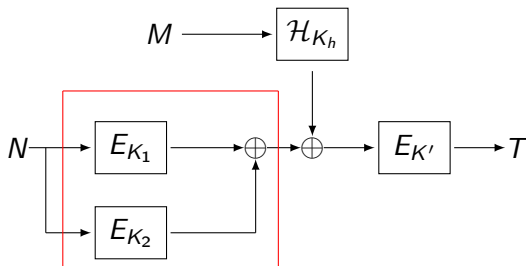 M → 𝓗_{K_h}
N → E_{K_1} → ⊕ → ⊕ → E_{K'} → T
E_{K_2}